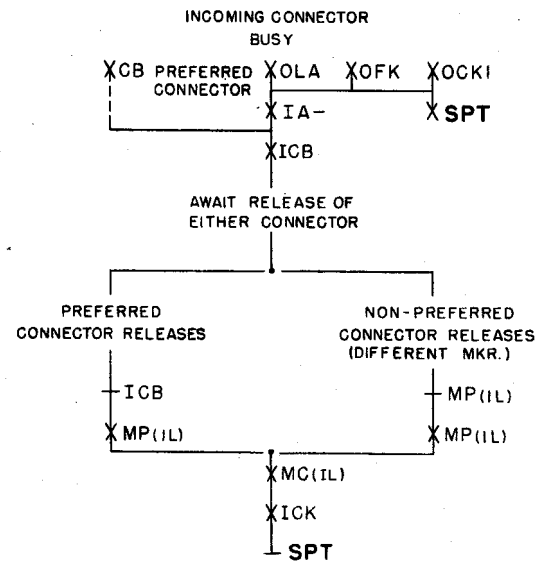 INCOMING CONNECTOR
BUSY
CB PREFERRED CONNECTOR OLA OFK OCK1
IA- SPT
ICB
AWAIT RELEASE OF
EITHER CONNECTOR
PREFERRED
CONNECTOR RELEASES
NON-PREFERRED
CONNECTOR RELEASES
(DIFFERENT MKR.)
ICB
MP(IL)
MP(IL)
MP(IL)
MC(IL)
ICK
SPT